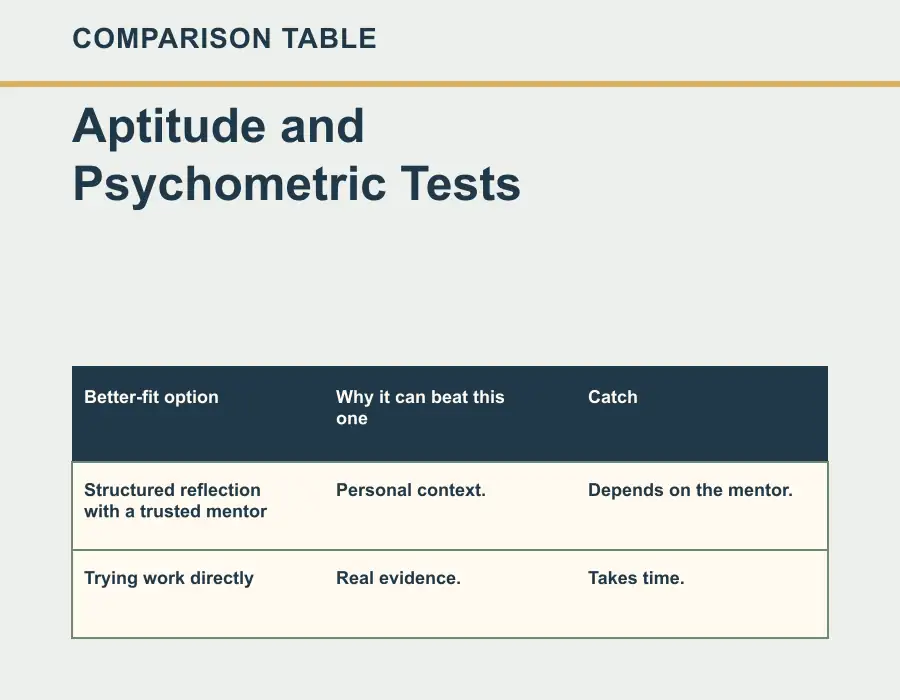 COMPARISON TABLE
Aptitude and
Psychometric Tests
Better-fit option
Why it can beat this
one
Catch
Structured reflection
with a trusted mentor
Personal context.
Depends on the mentor.
Trying work directly
Real evidence.
Takes time.